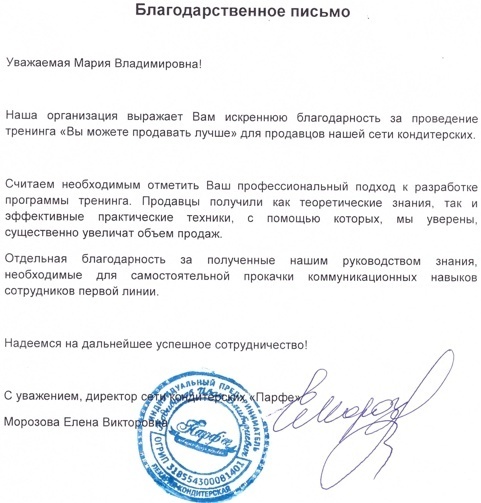 Благодарственное письмо
Уважаемая Мария Владимировна!
Наша организация выражает Вам искреннюю благодарность за проведение
тренинга «Вы можете продавать лучше» для продавцов нашей сети кондитерских.
Считаем необходимым отметить Ваш профессиональный подход к разработке
программы тренинга. Продавцы получили как теоретические знания, так и
эффективные практические техники, с помощью которых, мы уверены,
существенно увеличат объем продаж.
Отдельная благодарность за полученные нашим руководством знания,
необходимые для самостоятельной прокачки коммуникационных навыков
сотрудников первой линии.
Надеемся на дальнейшее успешное сотрудничество!
С уважением, директор сети кондитерских «Парфе»
Морозова Елена Викторовна
ИНДИВИДУАЛЬНЫЙ ПРЕДПРИНИМАТЕЛЬ
Парфе
ОГРНИП 318554300081401
ПЕКАРНЯ-КОНДИТЕРСКАЯ